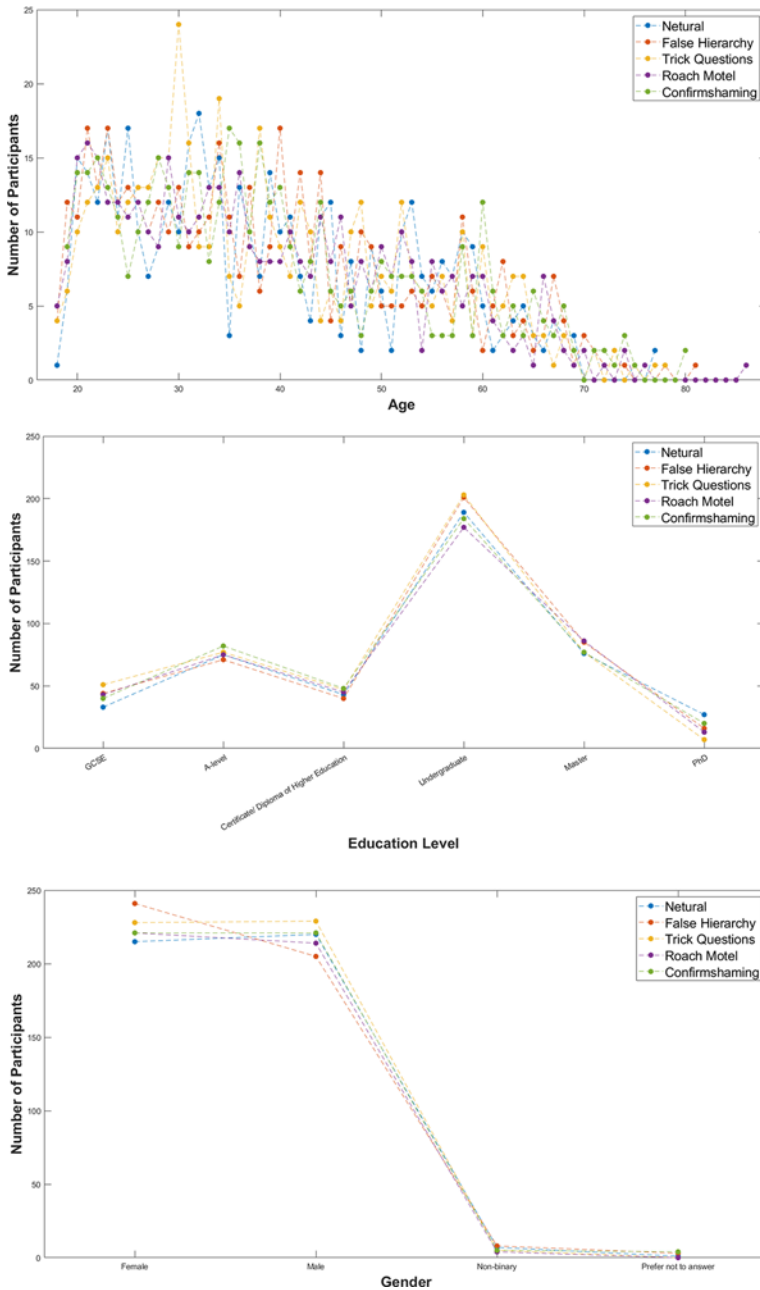 25
20
15
10
5
0
Number of Participants
20 30 40 50 60 70 80
Age
Netural
False Hierarchy
Trick Questions
Roach Motel
Confirmshaming
250
200
150
100
50
0
Number of Participants
GCSE
A-level
Certificate/ Diploma of Higher Education
Undergraduate
Master
PhD
Education Level
Netural
False Hierarchy
Trick Questions
Roach Motel
Confirmshaming
250
200
150
100
50
0
Number of Participants
Female Male Non-binary Prefer not to answer
Gender
Netural
False Hierarchy
Trick Questions
Roach Motel
Confirmshaming